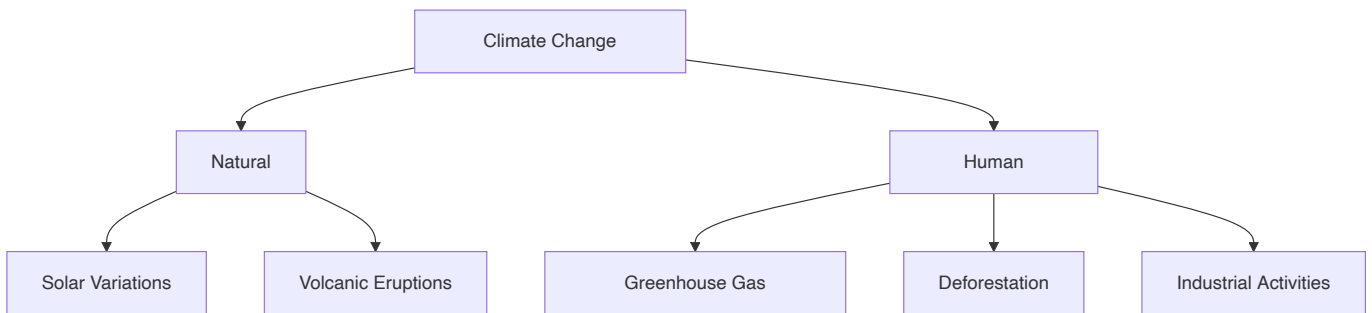 Climate Change
Natural
Human
Solar Variations
Volcanic Eruptions
Greenhouse Gas
Deforestation
Industrial Activities